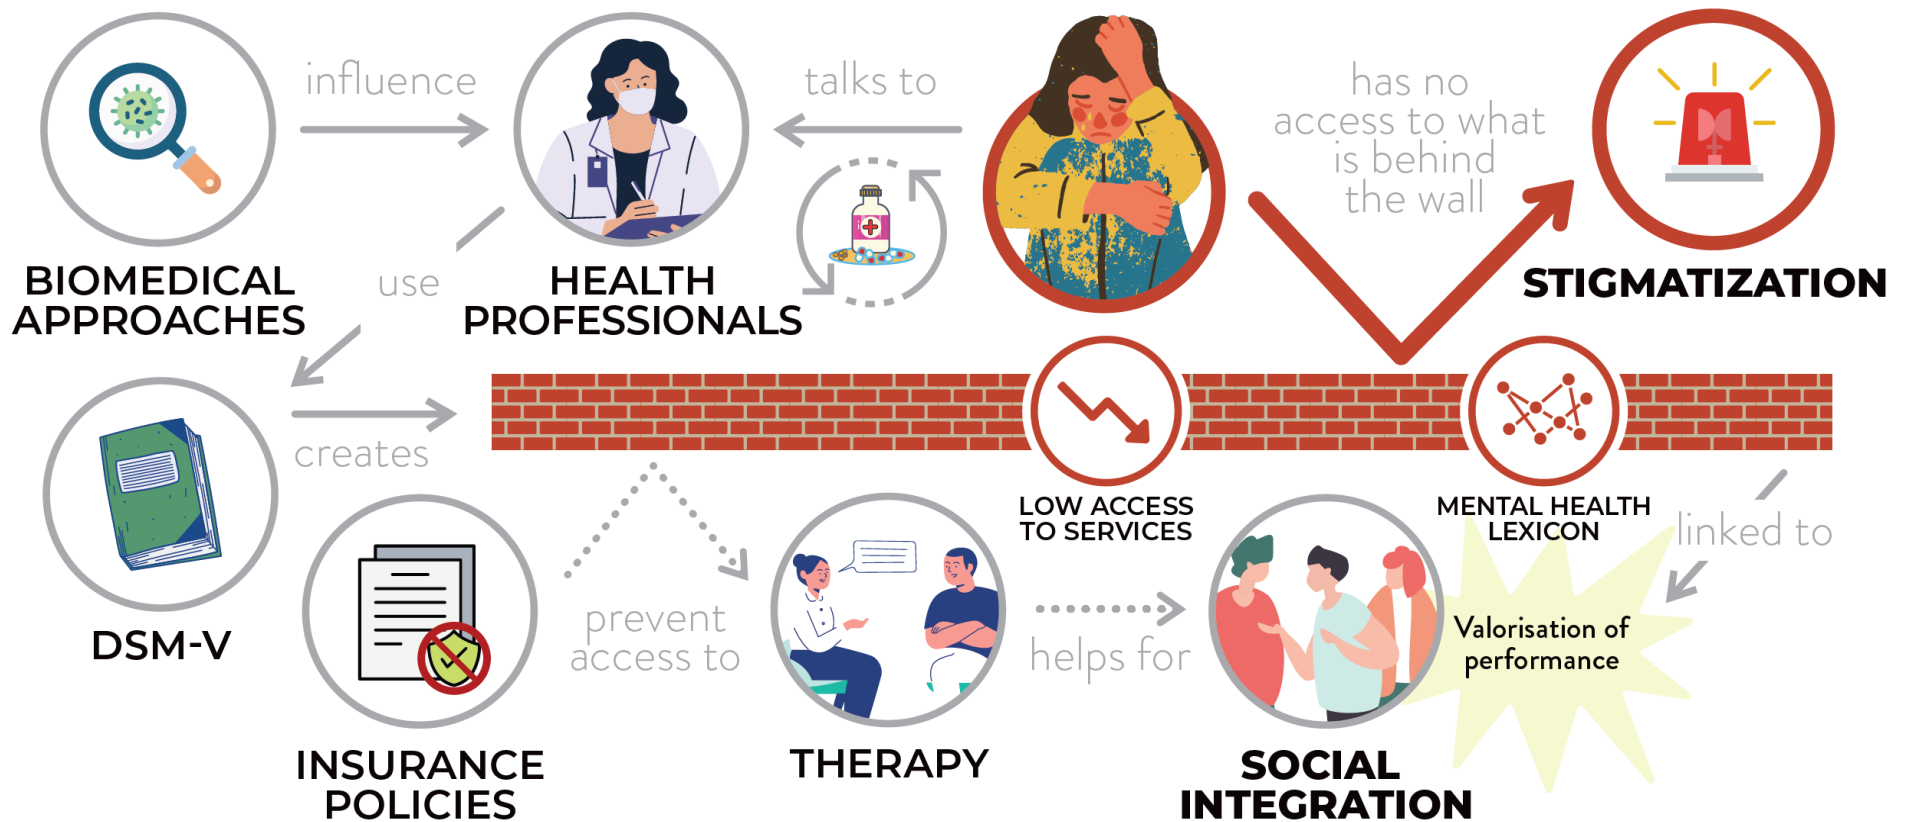 influence
talks to
has no
access to what
is behind
the wall
BIOMEDICAL
APPROACHES
use
HEALTH
PROFESSIONALS
STIGMATIZATION
creates
LOW ACCESS
TO SERVICES
MENTAL HEALTH
LEXICON
linked to
DSM-V
prevent
access to
helps for
Valorisation of
performance
INSURANCE
POLICIES
THERAPY
SOCIAL
INTEGRATION